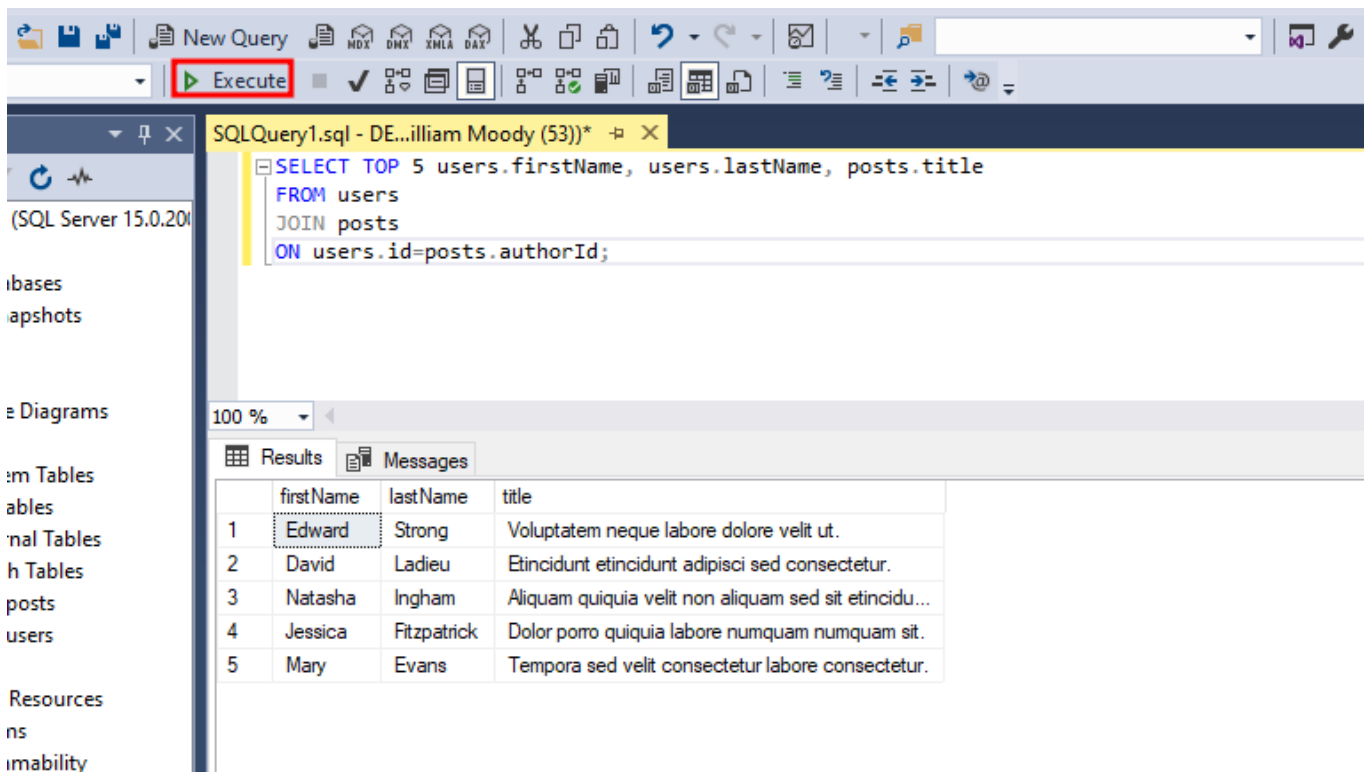 New Query MDX DMX XMLA DAX
Execute
SQLQuery1.sql - DE...illiam Moody (53))*
SELECT TOP 5 users.firstName, users.lastName, posts.title
FROM users
JOIN posts
ON users.id=posts.authorId;
(SQL Server 15.0.200
abases
apshots
e Diagrams
em Tables
ables
rnal Tables
h Tables
posts
users
Resources
ns
mmability
100 %
Results Messages
firstName lastName title
1 Edward Strong Voluptatem neque labore dolore velit ut.
2 David Ladieu Etincidunt etincidunt adipisci sed consectetur.
3 Natasha Ingham Aliquam quiquia velit non aliquam sed sit etincidu...
4 Jessica Fitzpatrick Dolor porro quiquia labore numquam numquam sit.
5 Mary Evans Tempora sed velit consectetur labore consectetur.